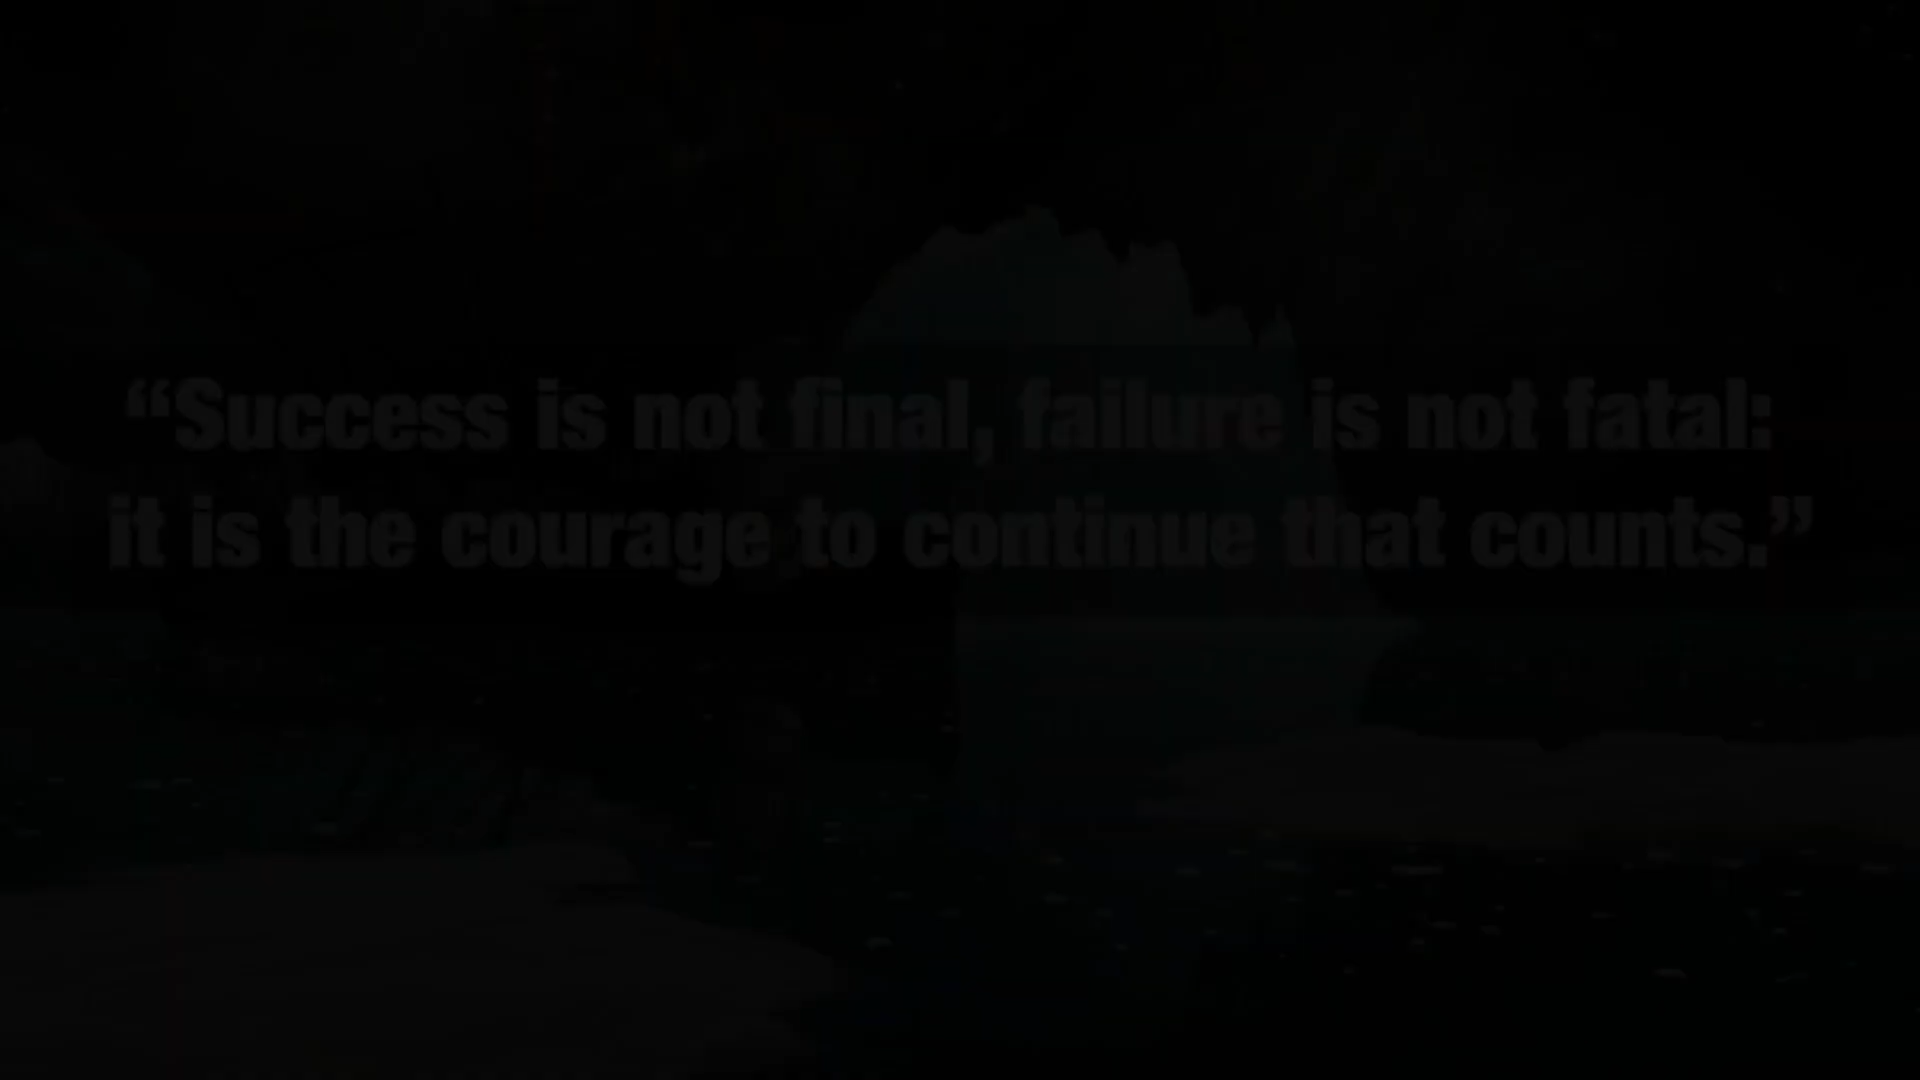 “Success is not final, failure is not fatal:
it is the courage to continue that counts.”